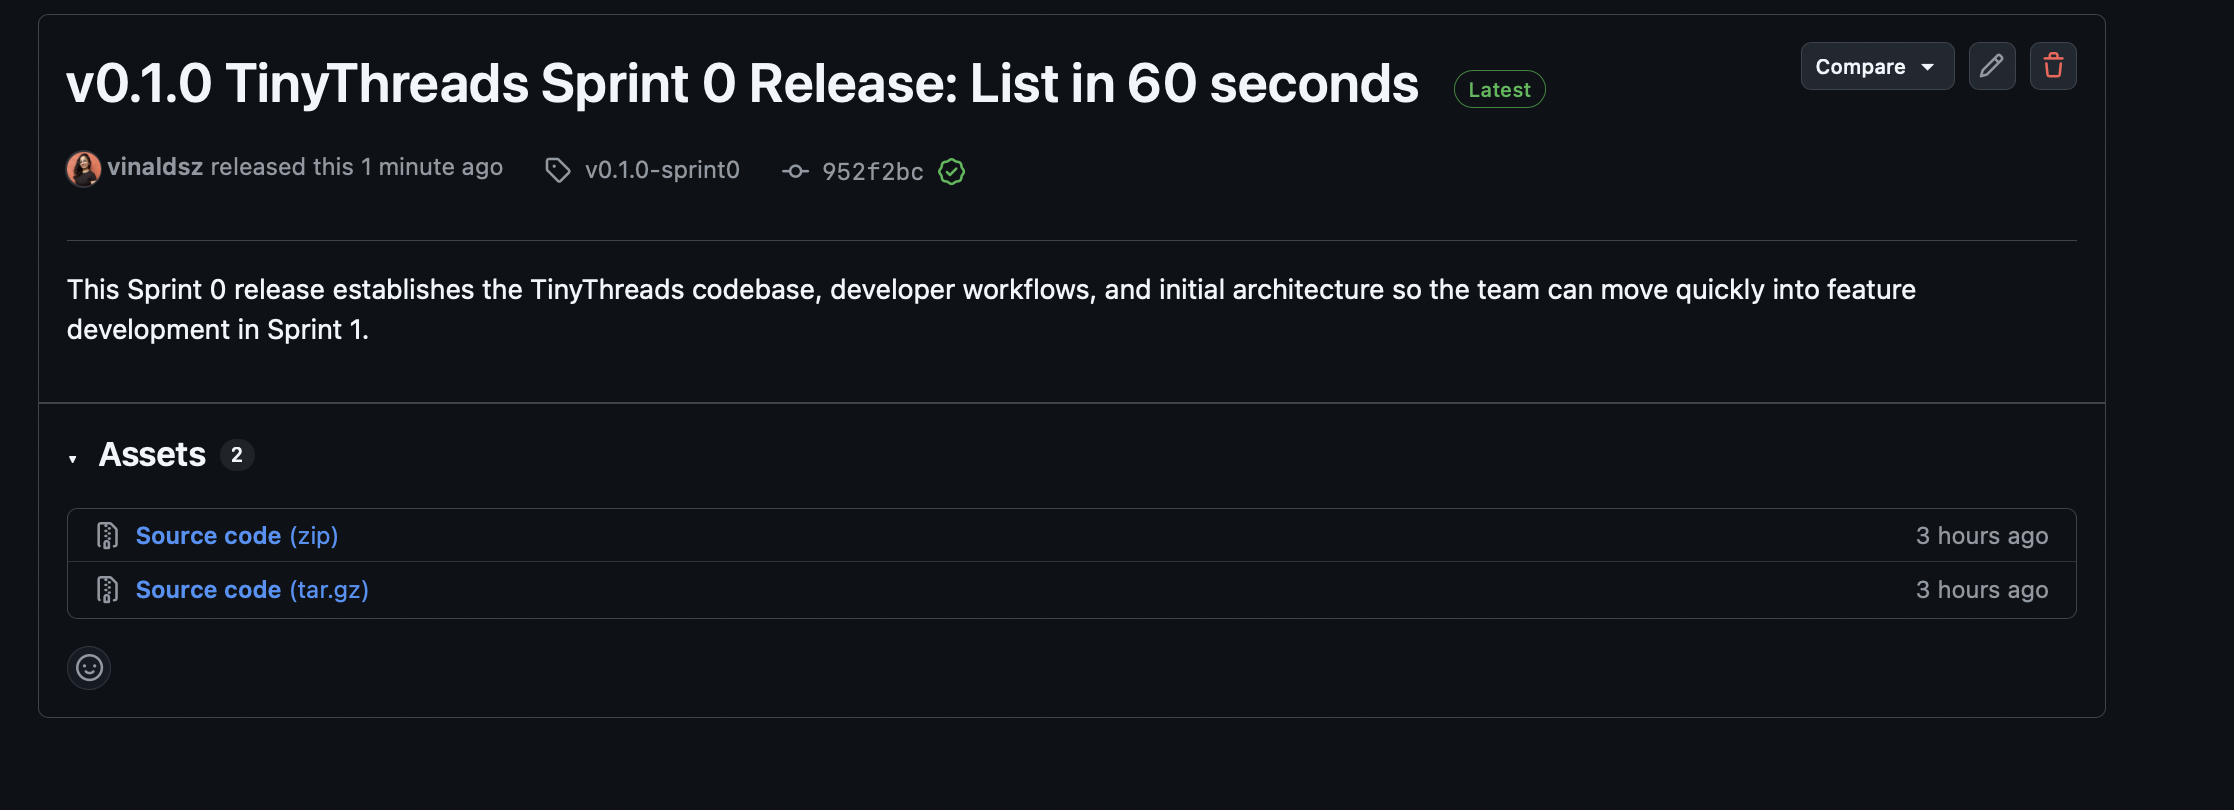 v0.1.0 TinyThreads Sprint 0 Release: List in 60 seconds
Latest
Compare
vinaldsz released this 1 minute ago
v0.1.0-sprint0
952f2bc
This Sprint 0 release establishes the TinyThreads codebase, developer workflows, and initial architecture so the team can move quickly into feature
development in Sprint 1.
Assets 2
Source code (zip)
3 hours ago
Source code (tar.gz)
3 hours ago